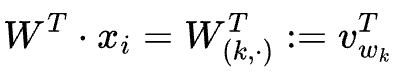 W^T · x_i = W^T_{(k,·)} := v^T_{w_k}